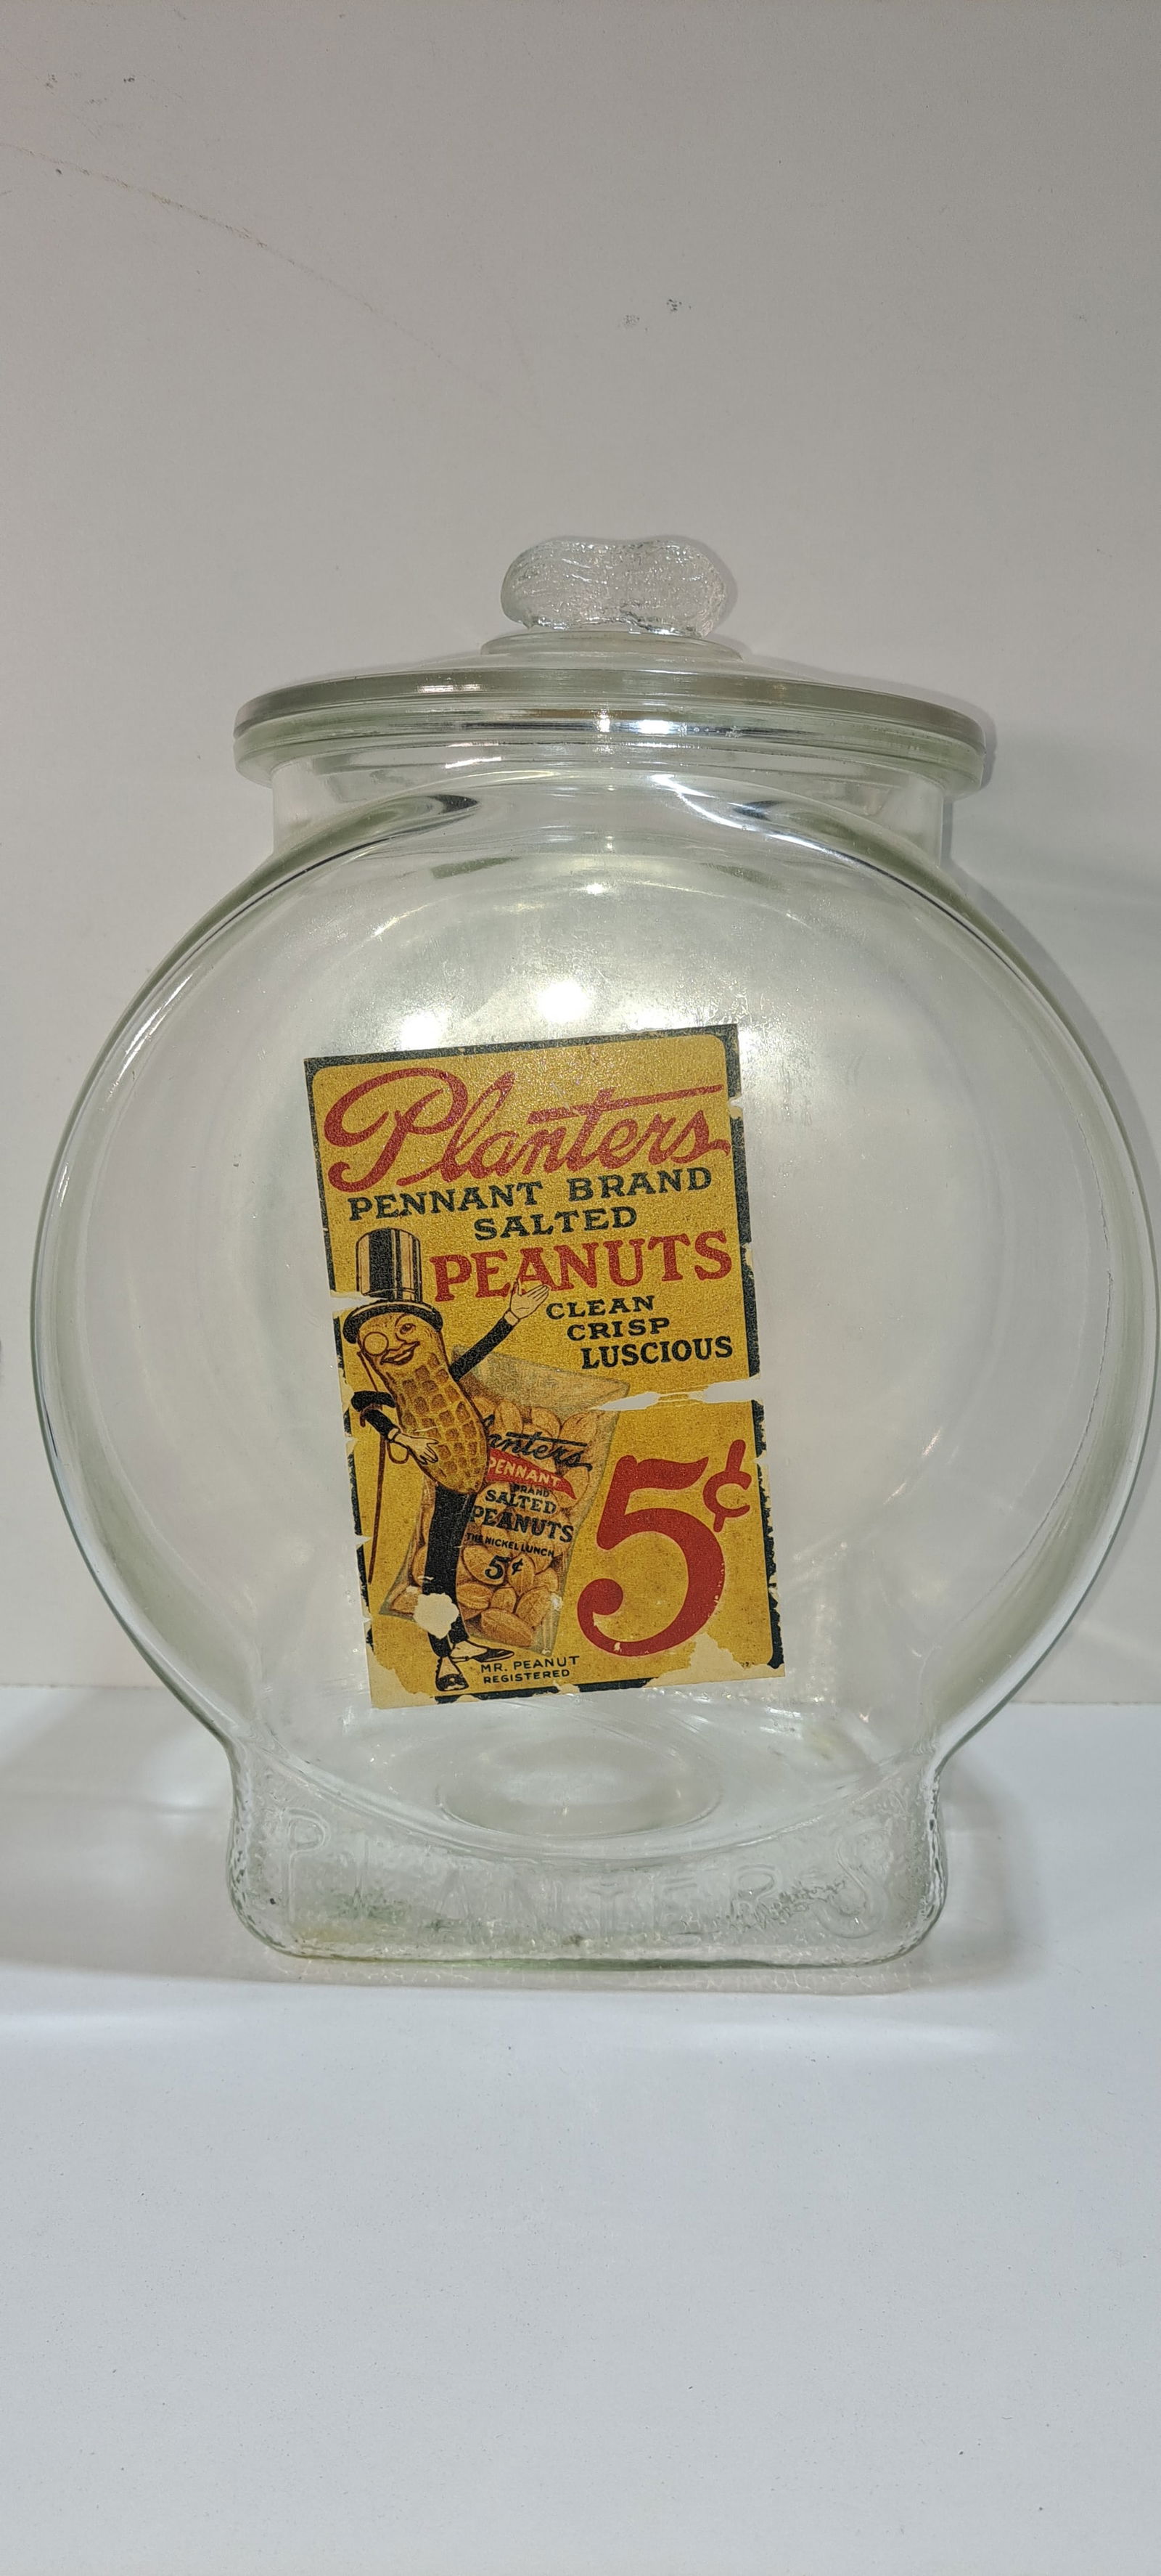 Planters
PENNANT BRAND
SALTED
PEANUTS
CLEAN
CRISP
LUSCIOUS
anters
PENNANT
BRAND
SALTED
PEANUTS
THE NICKEL LUNCH
5¢
5¢
MR. PEANUT
REGISTERED
PLANTERS